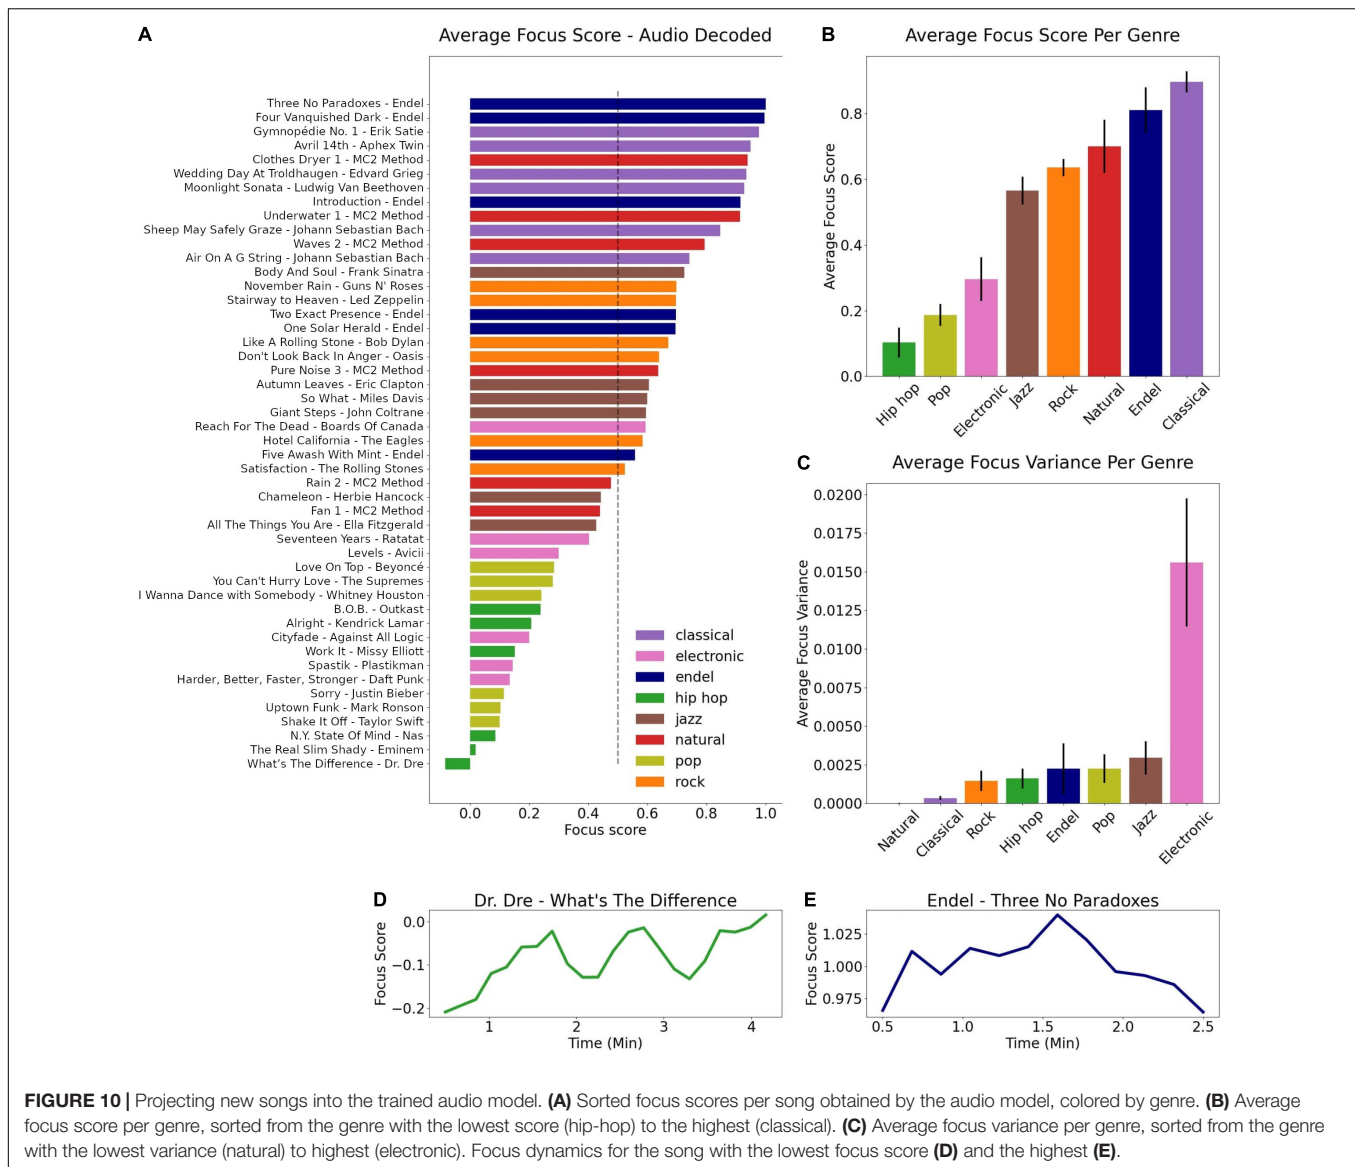 A
Average Focus Score - Audio Decoded
Three No Paradoxes - Endel
Four Vanquished Dark - Endel
Gymnopédie No. 1 - Erik Satie
Avril 14th - Aphex Twin
Clothes Dryer 1 - MC2 Method
Wedding Day At Troldhaugen - Edvard Grieg
Moonlight Sonata - Ludwig Van Beethoven
Introduction - Endel
Underwater 1 - MC2 Method
Sheep May Safely Graze - Johann Sebastian Bach
Waves 2 - MC2 Method
Air On A G String - Johann Sebastian Bach
Body And Soul - Frank Sinatra
November Rain - Guns N' Roses
Stairway to Heaven - Led Zeppelin
Two Exact Presence - Endel
One Solar Herald - Endel
Like A Rolling Stone - Bob Dylan
Don't Look Back In Anger - Oasis
Pure Noise 3 - MC2 Method
Autumn Leaves - Eric Clapton
So What - Miles Davis
Giant Steps - John Coltrane
Reach For The Dead - Boards Of Canada
Hotel California - The Eagles
Five Awash With Mint - Endel
Satisfaction - The Rolling Stones
Rain 2 - MC2 Method
Chameleon - Herbie Hancock
Fan 1 - MC2 Method
All The Things You Are - Ella Fitzgerald
Seventeen Years - Ratatat
Levels - Avicii
Love On Top - Beyoncé
You Can't Hurry Love - The Supremes
I Wanna Dance with Somebody - Whitney Houston
B.O.B. - Outkast
Alright - Kendrick Lamar
Cityfade - Against All Logic
Work It - Missy Elliott
Spastik - Plastikman
Harder, Better, Faster, Stronger - Daft Punk
Sorry - Justin Bieber
Uptown Funk - Mark Ronson
Shake It Off - Taylor Swift
N.Y. State Of Mind - Nas
The Real Slim Shady - Eminem
What's The Difference - Dr. Dre
classical
electronic
endel
hip hop
jazz
natural
pop
rock
0.0 0.2 0.4 0.6 0.8 1.0
Focus score
B
Average Focus Score Per Genre
Average Focus Score
0.8
0.6
0.4
0.2
0.0
Hip hop Pop Electronic Jazz Rock Natural Endel Classical
C
Average Focus Variance Per Genre
Average Focus Variance
0.0200
0.0175
0.0150
0.0125
0.0100
0.0075
0.0050
0.0025
0.0000
Natural Classical Rock Hip hop Endel Pop Jazz Electronic
D
Dr. Dre - What's The Difference
Focus Score
0.0
−0.1
−0.2
1 2 3 4
Time (Min)
E
Endel - Three No Paradoxes
Focus Score
1.025
1.000
0.975
0.5 1.0 1.5 2.0 2.5
Time (Min)
FIGURE 10 | Projecting new songs into the trained audio model. (A) Sorted focus scores per song obtained by the audio model, colored by genre. (B) Average
focus score per genre, sorted from the genre with the lowest score (hip-hop) to the highest (classical). (C) Average focus variance per genre, sorted from the genre
with the lowest variance (natural) to highest (electronic). Focus dynamics for the song with the lowest focus score (D) and the highest (E).